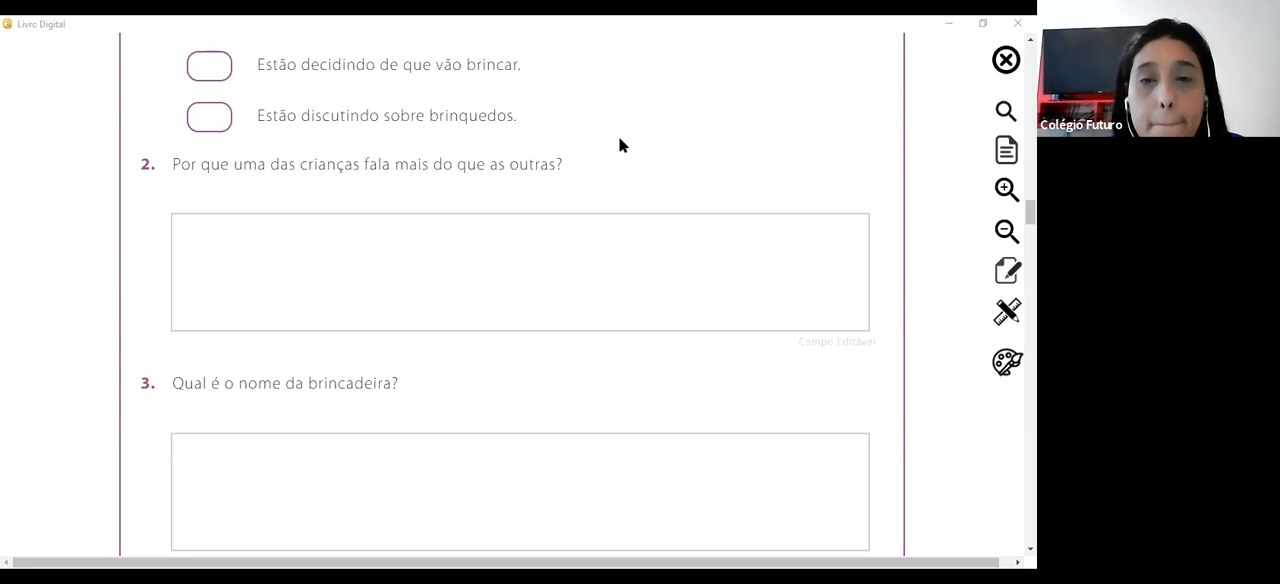 Livro Digital
Estão decidindo de que vão brincar.
Estão discutindo sobre brinquedos.
Colégio Futuro
2. Por que uma das crianças fala mais do que as outras?
Campo Editável
3. Qual é o nome da brincadeira?